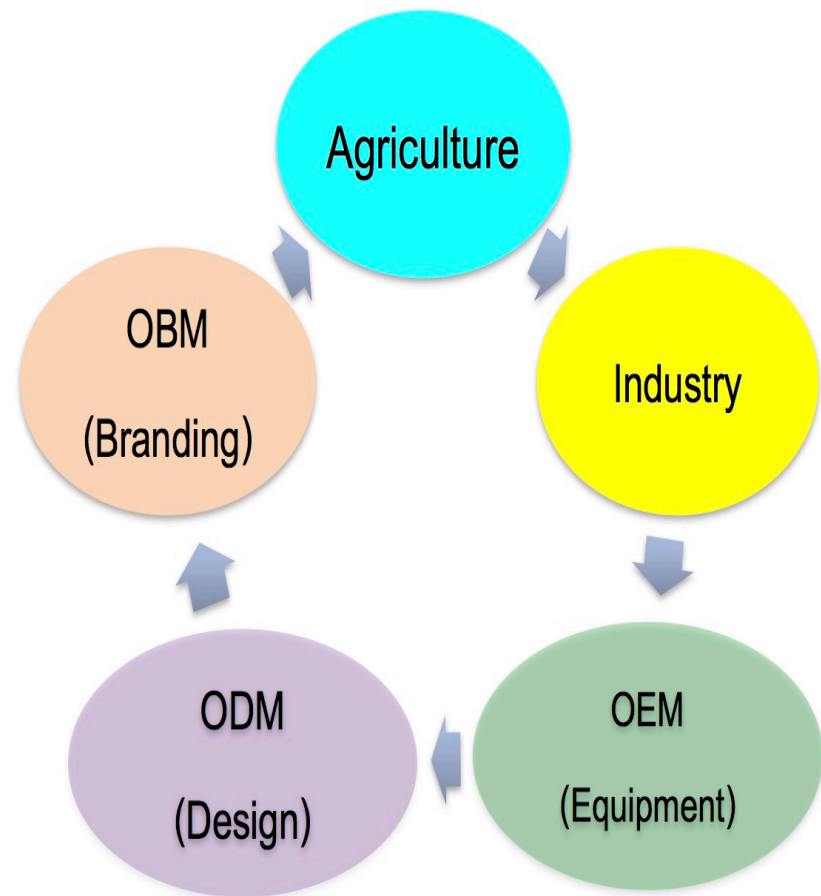 Agriculture
Industry
OEM
(Equipment)
ODM
(Design)
OBM
(Branding)